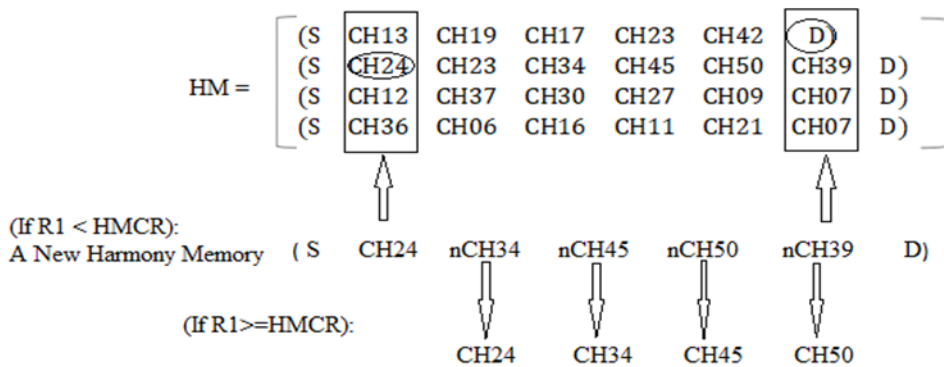 (S CH13 CH19 CH17 CH23 CH42 D)
HM = (S CH24 CH23 CH34 CH45 CH50 CH39 D)
(S CH12 CH37 CH30 CH27 CH09 CH07 D)
(S CH36 CH06 CH16 CH11 CH21 CH07 D)
(If R1 < HMCR):
A New Harmony Memory ( S CH24 nCH34 nCH45 nCH50 nCH39 D)
(If R1>=HMCR):
CH24 CH34 CH45 CH50